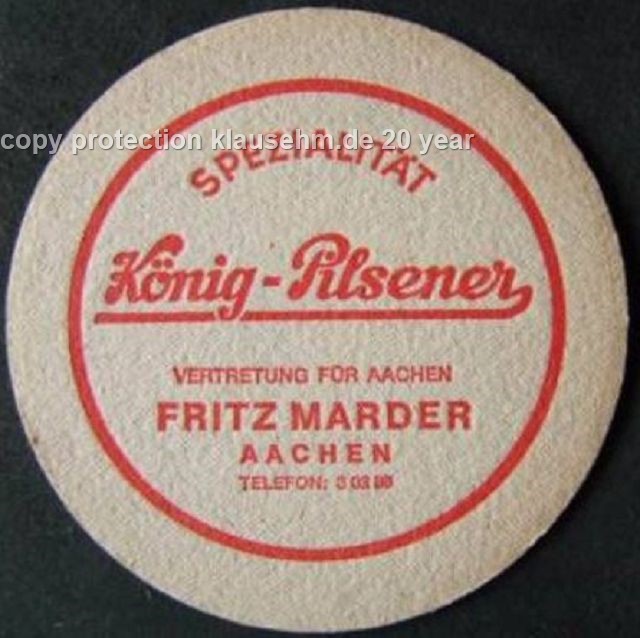 copy protection klausehm.de 20 year
SPEZIALITÄT
König-Pilsener
VERTRETUNG FÜR AACHEN
FRITZ MARDER
AACHEN
TELEFON: